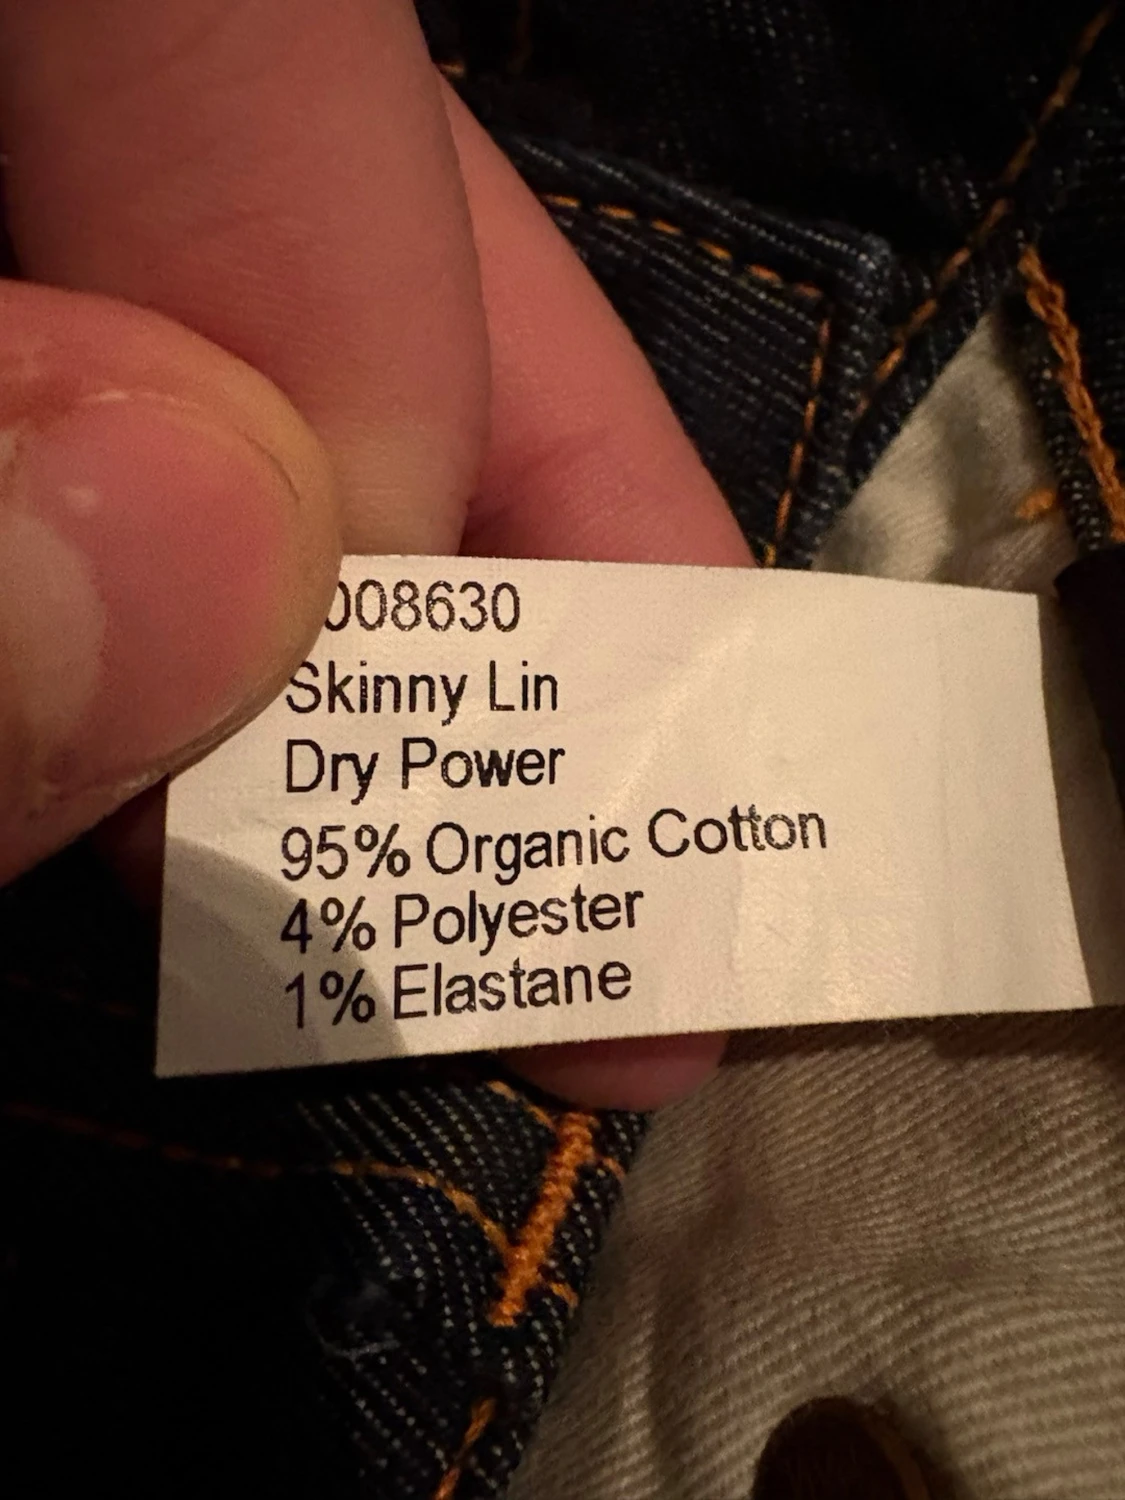 008630
Skinny Lin
Dry Power
95% Organic Cotton
4% Polyester
1% Elastane